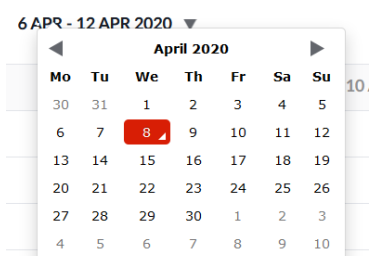 6 APR - 12 APR 2020
April 2020
Mo Tu We Th Fr Sa Su
30 31 1 2 3 4 5
10
6 7 8 9 10 11 12
13 14 15 16 17 18 19
20 21 22 23 24 25 26
27 28 29 30 1 2 3
4 5 6 7 8 9 10